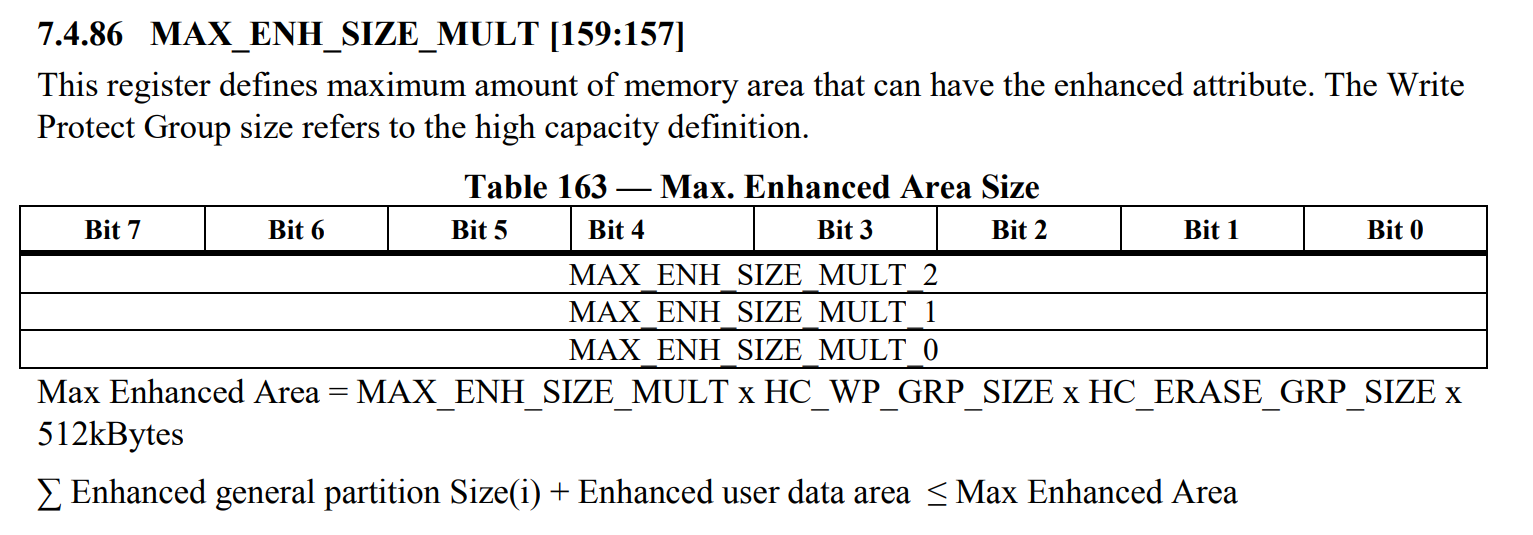 7.4.86 MAX_ENH_SIZE_MULT [159:157]
This register defines maximum amount of memory area that can have the enhanced attribute. The Write
Protect Group size refers to the high capacity definition.
Table 163 — Max. Enhanced Area Size
Bit 7 Bit 6 Bit 5 Bit 4 Bit 3 Bit 2 Bit 1 Bit 0
MAX_ENH_SIZE_MULT_2
MAX_ENH_SIZE_MULT_1
MAX_ENH_SIZE_MULT_0
Max Enhanced Area = MAX_ENH_SIZE_MULT x HC_WP_GRP_SIZE x HC_ERASE_GRP_SIZE x
512kBytes
∑ Enhanced general partition Size(i) + Enhanced user data area ≤ Max Enhanced Area